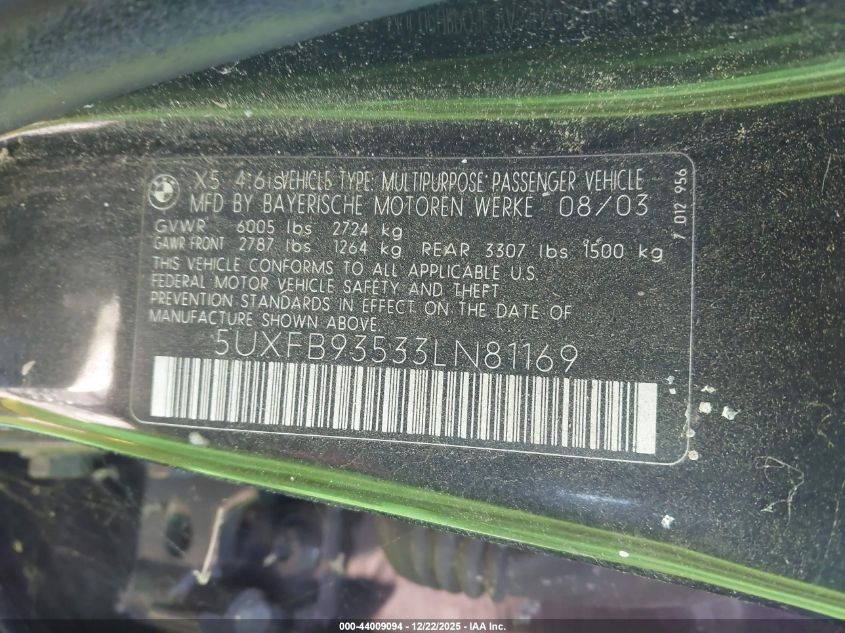 X5 4.6is VEHICLE TYPE: MULTIPURPOSE PASSENGER VEHICLE
MFD BY BAYERISCHE MOTOREN WERKE 08/03
GVWR 6005 lbs 2724 kg
GAWR FRONT 2787 lbs 1264 kg REAR 3307 lbs 1500 kg
THIS VEHICLE CONFORMS TO ALL APPLICABLE U.S.
FEDERAL MOTOR VEHICLE SAFETY AND THEFT
PREVENTION STANDARDS IN EFFECT ON THE DATE OF
MANUFACTURE SHOWN ABOVE.
5UXFB93533LN81169
7 012 956
000-44009094 - 12/22/2025 - IAA Inc.